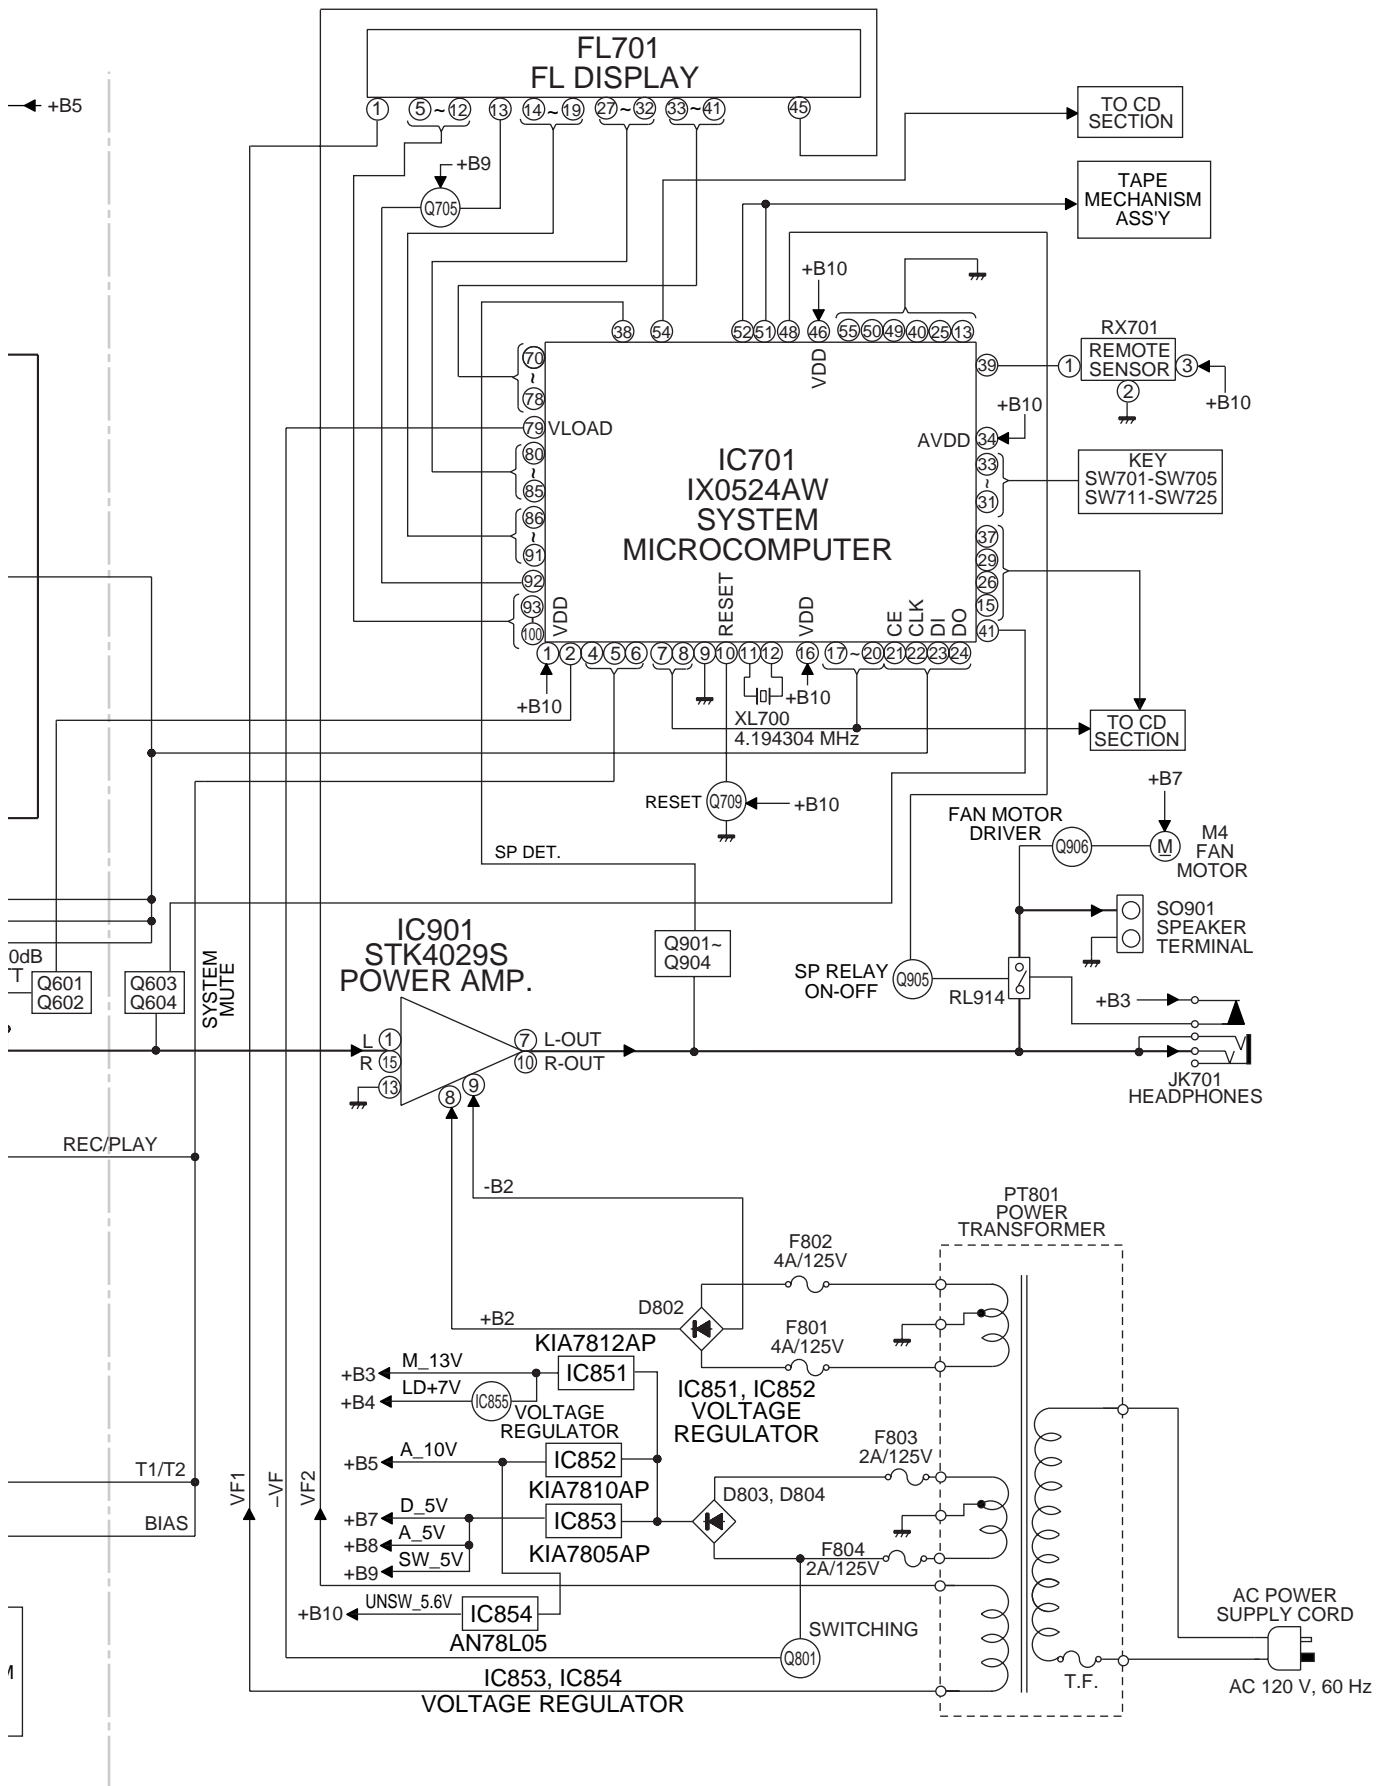 FL701
FL DISPLAY
+B5
1 5 ~ 12 13 14 ~ 19 27 ~ 32 33 ~ 41 45
TO CD
SECTION
+B9
Q705
TAPE
MECHANISM
ASS'Y
+B10
38 54 52 51 48 46 55 50 49 40 25 13
VDD
RX701
REMOTE
SENSOR
1 3
2
+B10
39
70
~
78
79 VLOAD
80
~
85
86
~
91
92
93
100
+B10
AVDD 34
33
~
31
KEY
SW701-SW705
SW711-SW725
IC701
IX0524AW
SYSTEM
MICROCOMPUTER
37
29
26
15
41
VDD RESET VDD CE CLK DI DO
1 2 4 5 6 7 8 9 10 11 12 16 17 ~ 20 21 22 23 24
+B10
+B10
XL700
4.194304 MHz
TO CD
SECTION
RESET Q709 +B10
+B7
FAN MOTOR
DRIVER
Q906
M
M4
FAN
MOTOR
SP DET.
SO901
SPEAKER
TERMINAL
IC901
STK4029S
POWER AMP.
Q901~
Q904
0dB
T
Q601
Q602
Q603
Q604
SYSTEM
MUTE
SP RELAY
ON-OFF
Q905
RL914
+B3
L 1
R 15
13
7 L-OUT
10 R-OUT
8 9
JK701
HEADPHONES
REC/PLAY
-B2
PT801
POWER
TRANSFORMER
F802
4A/125V
+B2
D802
F801
4A/125V
KIA7812AP
+B3 M_13V IC851
+B4 LD+7V IC855
VOLTAGE
REGULATOR
IC851, IC852
VOLTAGE
REGULATOR
+B5 A_10V IC852
KIA7810AP
F803
2A/125V
T1/T2
BIAS
VF1
–VF
VF2
D803, D804
+B7 D_5V IC853
+B8 A_5V
KIA7805AP
+B9 SW_5V
F804
2A/125V
+B10 UNSW_5.6V IC854
AN78L05
SWITCHING
Q801
IC853, IC854
VOLTAGE REGULATOR
T.F.
AC POWER
SUPPLY CORD
AC 120 V, 60 Hz